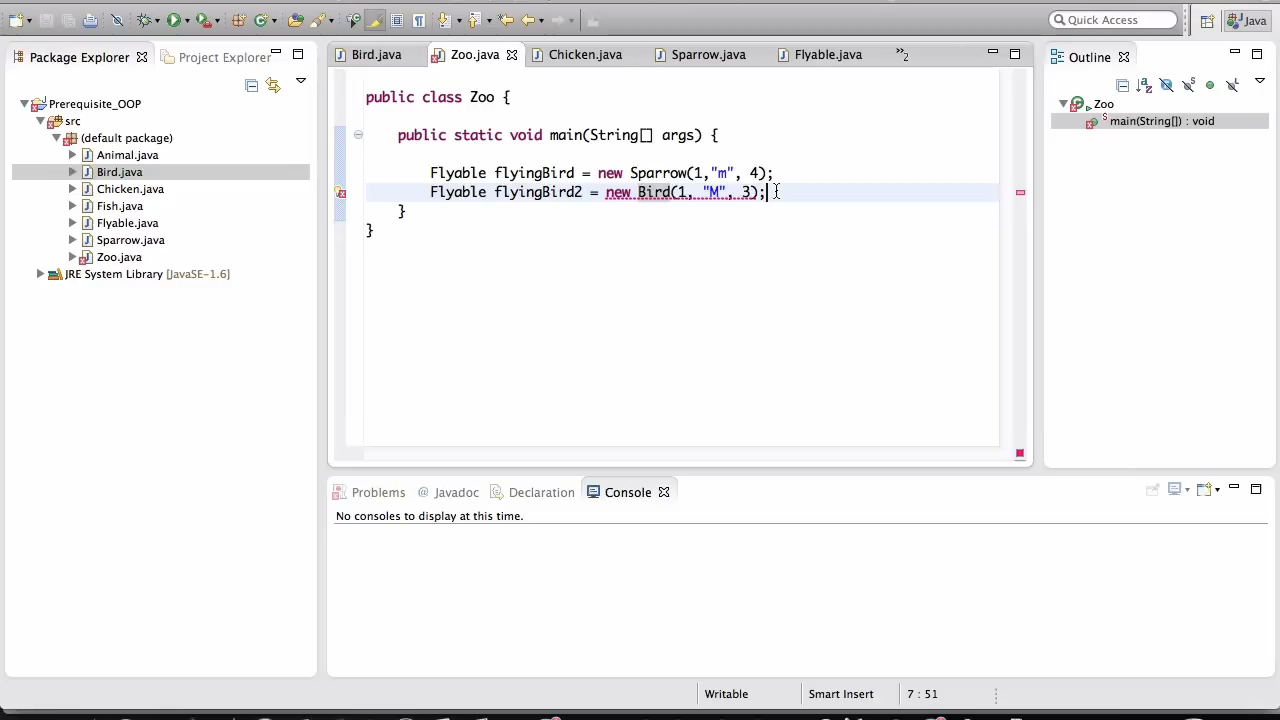 Quick Access
Java
Package Explorer
Project Explorer
Prerequisite_OOP
src
(default package)
Animal.java
Bird.java
Chicken.java
Fish.java
Flyable.java
Sparrow.java
Zoo.java
JRE System Library [JavaSE-1.6]
Bird.java
Zoo.java
Chicken.java
Sparrow.java
Flyable.java
»2
public class Zoo {
public static void main(String[] args) {
Flyable flyingBird = new Sparrow(1,"m", 4);
Flyable flyingBird2 = new Bird(1, "M", 3);
}
}
Outline
Zoo
main(String[]) : void
Problems
@ Javadoc
Declaration
Console
No consoles to display at this time.
Writable
Smart Insert
7 : 51